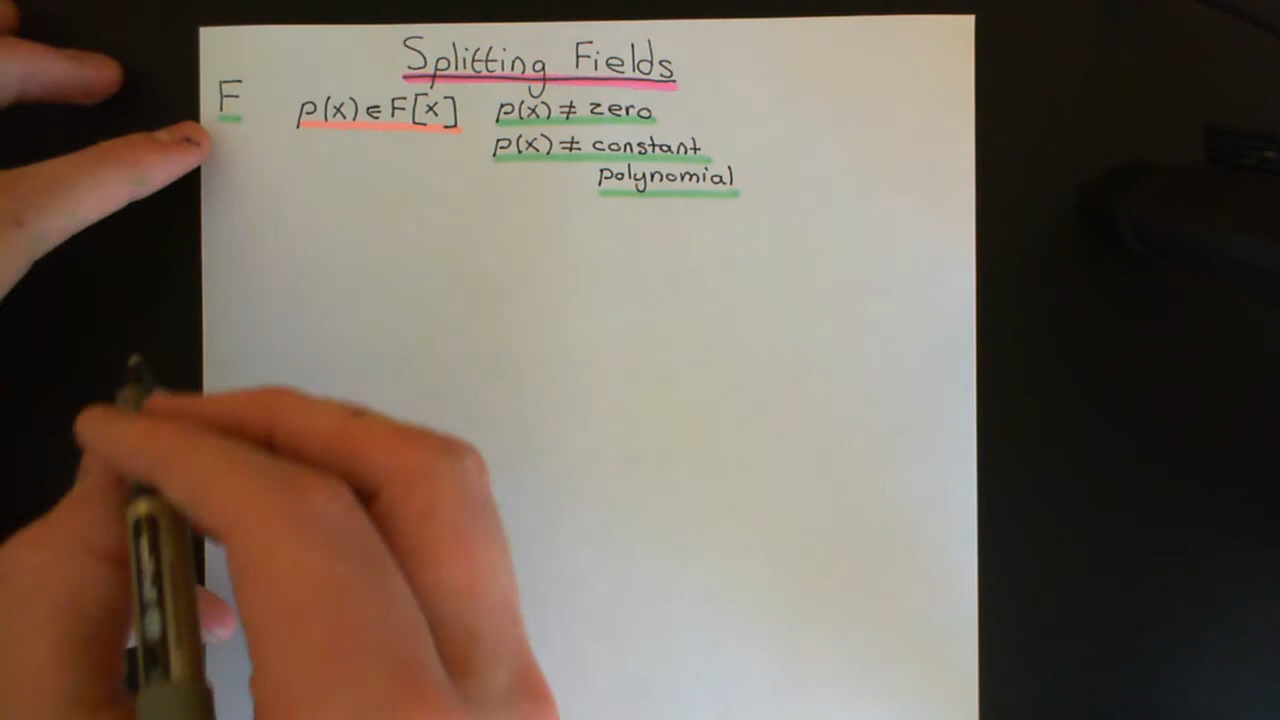 Splitting Fields
F p(x) ∈ F[x] p(x) ≠ zero
p(x) ≠ constant
polynomial